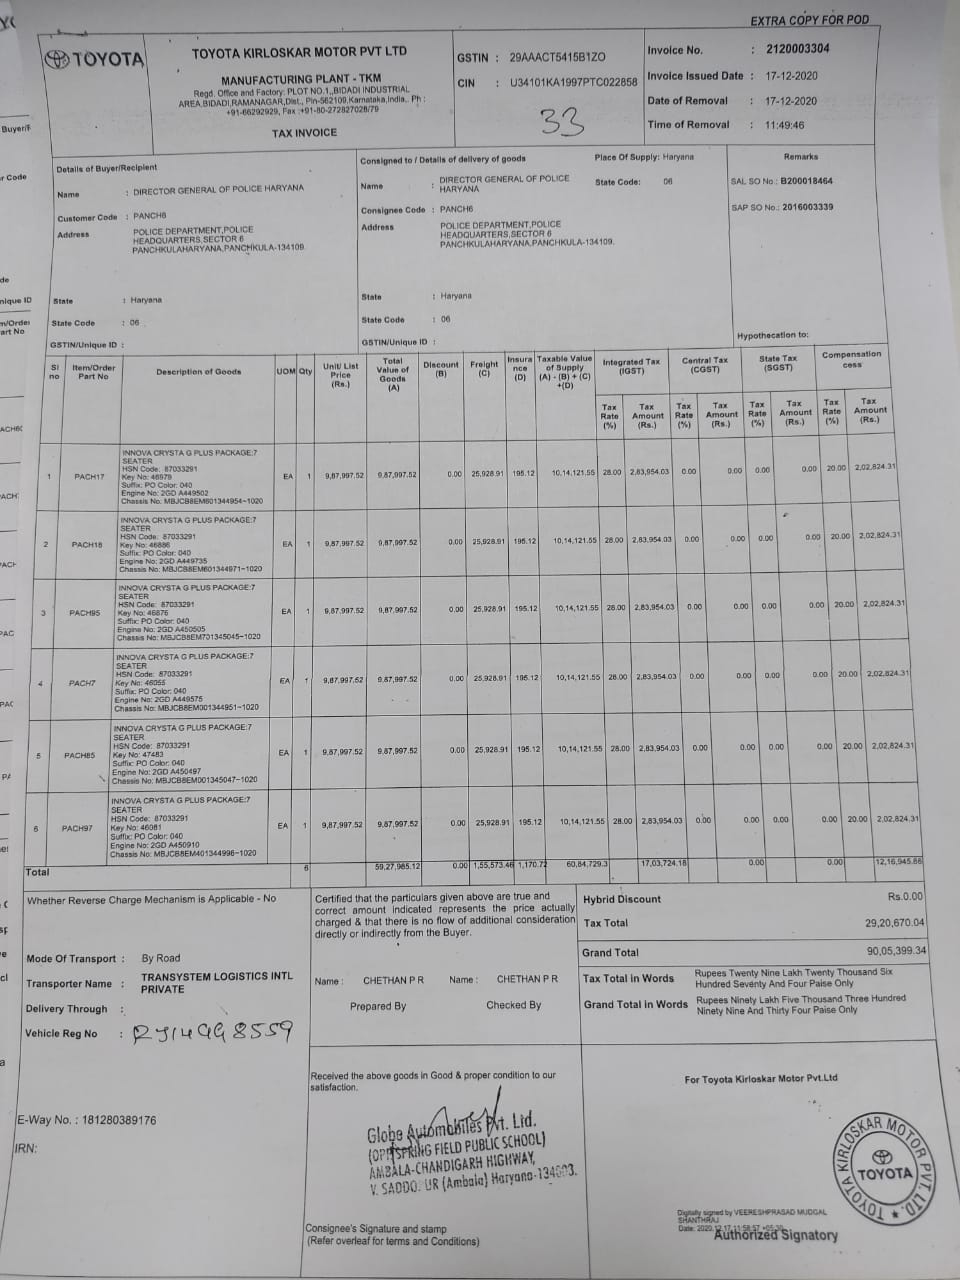 EXTRA COPY FOR POD
TOYOTA
TOYOTA KIRLOSKAR MOTOR PVT LTD
MANUFACTURING PLANT - TKM
Regd. Office and Factory: PLOT NO.1,,BIDADI INDUSTRIAL
AREA,BIDADI,RAMANAGAR,Dist., Pin-562109,Karnataka,India., Ph :
+91-66292929, Fax :+91-80-27282702​8/79
TAX INVOICE
GSTIN : 29AAACT5415B1ZO
CIN : U34101KA1997PTC022858
33
Invoice No. : 2120003304
Invoice Issued Date : 17-12-2020
Date of Removal : 17-12-2020
Time of Removal : 11:49:46
Details of Buyer/Recipient
Name : DIRECTOR GENERAL OF POLICE HARYANA
Customer Code : PANCH6
Address POLICE DEPARTMENT,POLICE
HEADQUARTERS,SECTOR 6
PANCHKULAHARYANA,PANCHKULA-134109.
State : Haryana
State Code : 06
GSTIN/Unique ID :
Consigned to / Details of delivery of goods
Name : DIRECTOR GENERAL OF POLICE
HARYANA
Consignee Code : PANCH6
Address POLICE DEPARTMENT,POLICE
HEADQUARTERS,SECTOR 6
PANCHKULAHARYANA,PANCHKULA-134109.
State : Haryana
State Code : 06
GSTIN/Unique ID :
Place Of Supply: Haryana
State Code: 06
Remarks
SAL SO No.: B200018464
SAP SO No.: 2016003339
Hypothecation to:
Sl no Item/Order Part No Description of Goods UOM Qty Unit/ List Price (Rs.) Total Value of Goods (A) Discount (B) Freight (C) Insura nce (D) Taxable Value of Supply (A) - (B) + (C) +(D) Integrated Tax (IGST) Central Tax (CGST) State Tax (SGST) Compensation cess
Tax Rate (%) Tax Amount (Rs.) Tax Rate (%) Tax Amount (Rs.) Tax Rate (%) Tax Amount (Rs.) Tax Rate (%) Tax Amount (Rs.)
INNOVA CRYSTA G PLUS PACKAGE:7
SEATER
HSN Code: 87033291
1 PACH17 Key No: 46979 EA 1 9,87,997.52 9,87,997.52 0.00 25,928.91 195.12 10,14,121.55 28.00 2,83,954.03 0.00 0.00 0.00 0.00 20.00 2,02,824.31
Suffix: PO Color: 040
Engine No: 2GD A449502
Chassis No: MBJCB8EM601344954-1020
INNOVA CRYSTA G PLUS PACKAGE:7
SEATER
HSN Code: 87033291
2 PACH18 Key No: 46886 EA 1 9,87,997.52 9,87,997.52 0.00 25,928.91 195.12 10,14,121.55 28.00 2,83,954.03 0.00 0.00 0.00 0.00 20.00 2,02,824.31
Suffix: PO Color: 040
Engine No: 2GD A449735
Chassis No: MBJCB8EM601344971-1020
INNOVA CRYSTA G PLUS PACKAGE:7
SEATER
HSN Code: 87033291
3 PACH95 Key No: 46876 EA 1 9,87,997.52 9,87,997.52 0.00 25,928.91 195.12 10,14,121.55 28.00 2,83,954.03 0.00 0.00 0.00 0.00 20.00 2,02,824.31
Suffix: PO Color: 040
Engine No: 2GD A450505
Chassis No: MBJCB8EM701345045-1020
INNOVA CRYSTA G PLUS PACKAGE:7
SEATER
HSN Code: 87033291
4 PACH7 Key No: 46055 EA 1 9,87,997.52 9,87,997.52 0.00 25,928.91 195.12 10,14,121.55 28.00 2,83,954.03 0.00 0.00 0.00 0.00 20.00 2,02,824.31
Suffix: PO Color: 040
Engine No: 2GD A449575
Chassis No: MBJCB8EM001344951-1020
INNOVA CRYSTA G PLUS PACKAGE:7
SEATER
HSN Code: 87033291
5 PACH85 Key No: 47483 EA 1 9,87,997.52 9,87,997.52 0.00 25,928.91 195.12 10,14,121.55 28.00 2,83,954.03 0.00 0.00 0.00 0.00 20.00 2,02,824.31
Suffix: PO Color: 040
Engine No: 2GD A450497
Chassis No: MBJCB8EM001345047-1020
INNOVA CRYSTA G PLUS PACKAGE:7
SEATER
HSN Code: 87033291
6 PACH97 Key No: 46081 EA 1 9,87,997.52 9,87,997.52 0.00 25,928.91 195.12 10,14,121.55 28.00 2,83,954.03 0.00 0.00 0.00 0.00 20.00 2,02,824.31
Suffix: PO Color: 040
Engine No: 2GD A450910
Chassis No: MBJCB8EM401344996-1020
Total 6 59,27,985.12 0.00 1,55,573.46 1,170.72 60,84,729.3 17,03,724.18 0.00 0.00 12,16,945.86
Whether Reverse Charge Mechanism is Applicable - No
Mode Of Transport : By Road
Transporter Name : TRANSYSTEM LOGISTICS INTL
PRIVATE
Delivery Through :
Vehicle Reg No : RJ14GG8559
E-Way No. : 181280389176
IRN:
Certified that the particulars given above are true and
correct amount indicated represents the price actually
charged & that there is no flow of additional consideration
directly or indirectly from the Buyer.
Name : CHETHAN P R Name : CHETHAN P R
Prepared By Checked By
Hybrid Discount Rs.0.00
Tax Total 29,20,670.04
Grand Total 90,05,399.34
Tax Total in Words Rupees Twenty Nine Lakh Twenty Thousand Six
Hundred Seventy And Four Paise Only
Grand Total in Words Rupees Ninety Lakh Five Thousand Three Hundred
Ninety Nine And Thirty Four Paise Only
Received the above goods in Good & proper condition to our
satisfaction.
Globe Automobiles Pvt. Ltd.
(OPP. SPRING FIELD PUBLIC SCHOOL)
AMBALA-CHANDIGARH HIGHWAY,
V. SADDO. UR (Ambala) Haryana-134003.
Consignee's Signature and stamp
(Refer overleaf for terms and Conditions)
For Toyota Kirloskar Motor Pvt.Ltd
TOYOTA KIRLOSKAR MOTOR PVT. LTD.
TOYOTA
Digitally signed by VEERESHPRASAD MUDGAL
SHANTHRAJ
Date: 2020.12.17 11:58:57 +05:30
Authorized Signatory